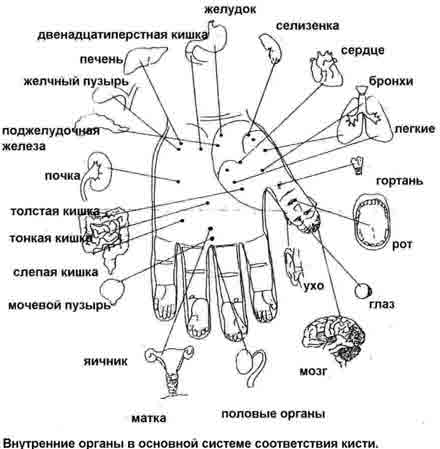 желудок
двенадцатиперстная кишка
селизенка
печень
сердце
желчный пузырь
бронхи
поджелудочная
железа
легкие
почка
гортань
толстая кишка
тонкая кишка
рот
слепая кишка
ухо
мочевой пузырь
глаз
яичник
мозг
матка
половые органы
Внутренние органы в основной системе соответствия кисти.